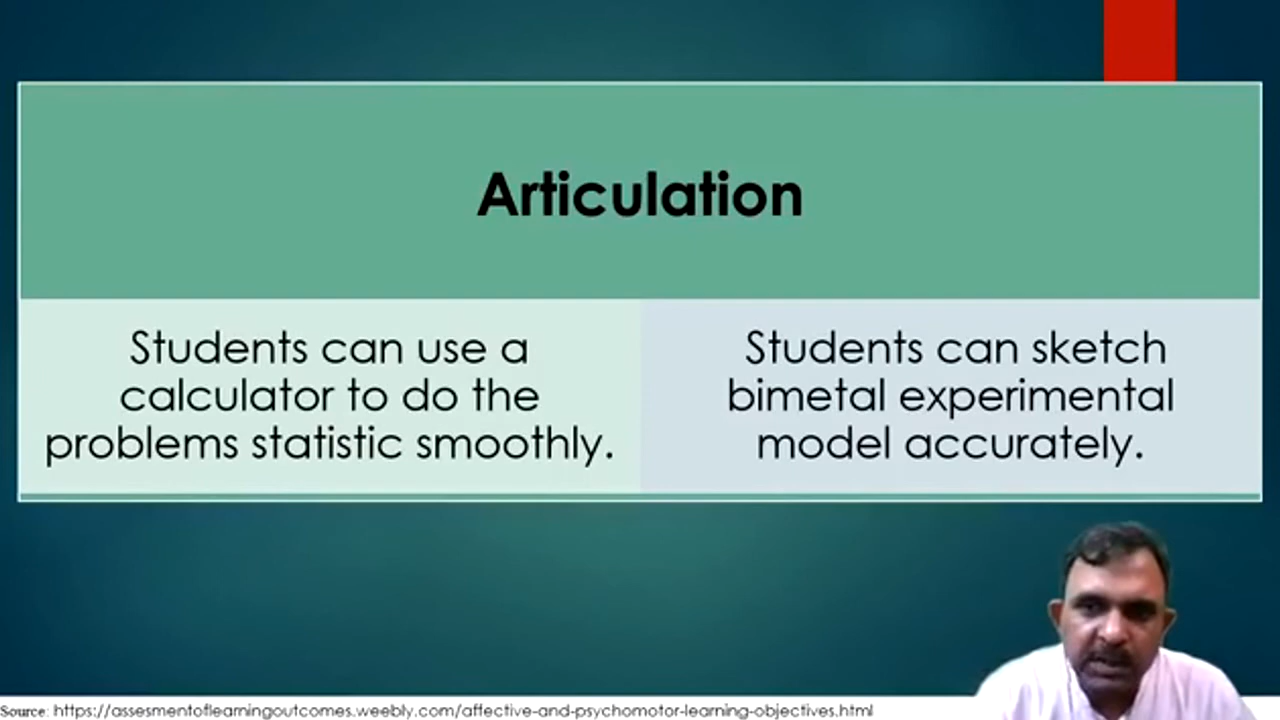 Articulation
Students can use a
calculator to do the
problems statistic smoothly.
Students can sketch
bimetal experimental
model accurately.
Source: https://assesmentoflearningoutcomes.weebly.com/affective-and-psychomotor-learning-objectives.html